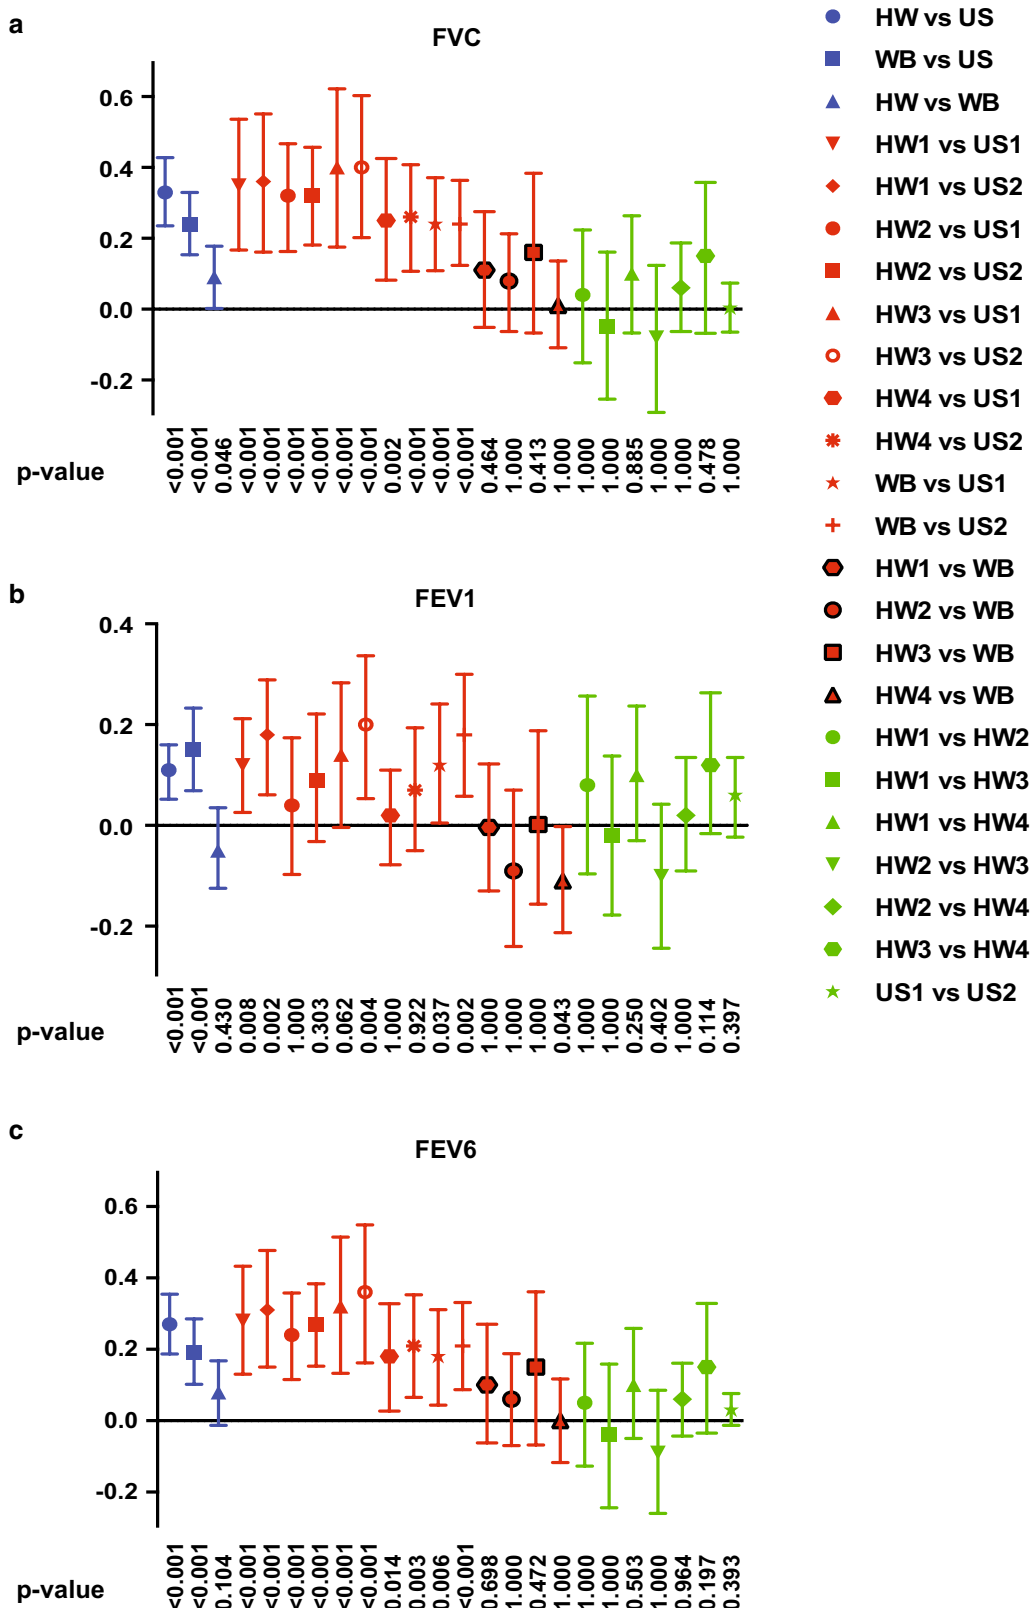 a
FVC
0.6
0.4
0.2
0.0
-0.2
p-value
<0.001
<0.001
0.046
<0.001
<0.001
<0.001
<0.001
<0.001
<0.001
0.002
<0.001
<0.001
<0.001
0.464
1.000
0.413
1.000
1.000
1.000
0.885
1.000
1.000
0.478
1.000
HW vs US
WB vs US
HW vs WB
HW1 vs US1
HW1 vs US2
HW2 vs US1
HW2 vs US2
HW3 vs US1
HW3 vs US2
HW4 vs US1
HW4 vs US2
WB vs US1
WB vs US2
HW1 vs WB
HW2 vs WB
HW3 vs WB
HW4 vs WB
HW1 vs HW2
HW1 vs HW3
HW1 vs HW4
HW2 vs HW3
HW2 vs HW4
HW3 vs HW4
US1 vs US2
b
FEV1
0.4
0.2
0.0
-0.2
p-value
<0.001
<0.001
0.430
0.008
0.002
1.000
0.303
0.062
0.004
1.000
0.922
0.037
0.002
1.000
1.000
1.000
0.043
1.000
1.000
0.250
0.402
1.000
0.114
0.397
c
FEV6
0.6
0.4
0.2
0.0
-0.2
p-value
<0.001
<0.001
0.104
<0.001
<0.001
<0.001
<0.001
<0.001
<0.001
0.014
0.003
0.006
<0.001
0.698
1.000
0.472
1.000
1.000
1.000
0.503
1.000
0.964
0.197
0.393